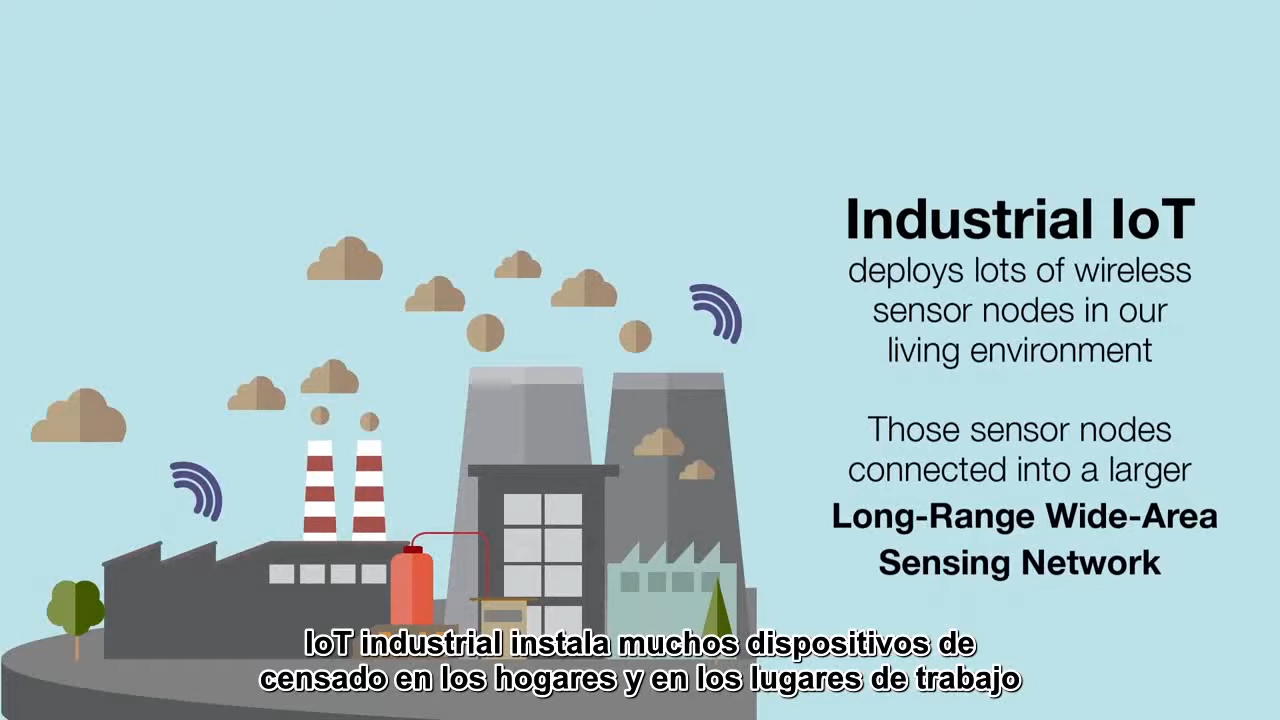 Industrial IoT
deploys lots of wireless
sensor nodes in our
living environment
Those sensor nodes
connected into a larger
Long-Range Wide-Area
Sensing Network
IoT industrial instala muchos dispositivos de
censado en los hogares y en los lugares de trabajo